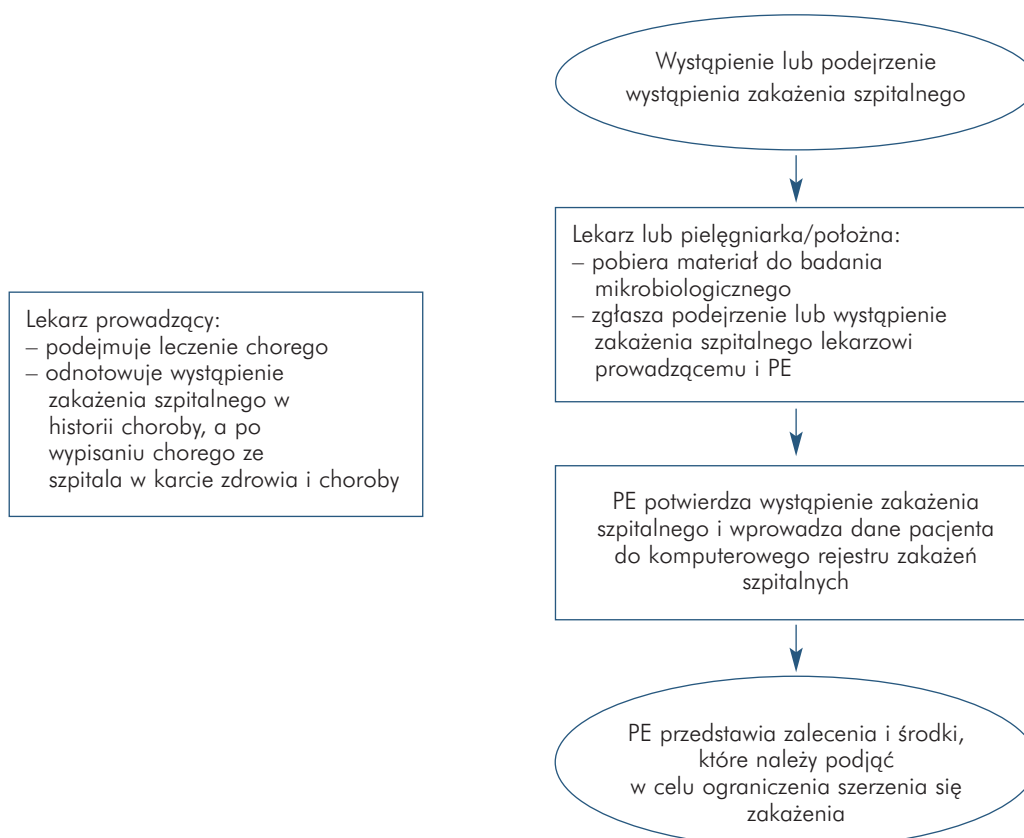 Wystąpienie lub podejrzenie
wystąpienia zakażenia szpitalnego
Lekarz lub pielęgniarka/położna:
– pobiera materiał do badania
mikrobiologicznego
– zgłasza podejrzenie lub wystąpienie
zakażenia szpitalnego lekarzowi
prowadzącemu i PE
Lekarz prowadzący:
– podejmuje leczenie chorego
– odnotowuje wystąpienie
zakażenia szpitalnego w
historii choroby, a po
wypisaniu chorego ze
szpitala w karcie zdrowia i choroby
PE potwierdza wystąpienie zakażenia
szpitalnego i wprowadza dane pacjenta
do komputerowego rejestru zakażeń
szpitalnych
PE przedstawia zalecenia i środki,
które należy podjąć
w celu ograniczenia szerzenia się
zakażenia